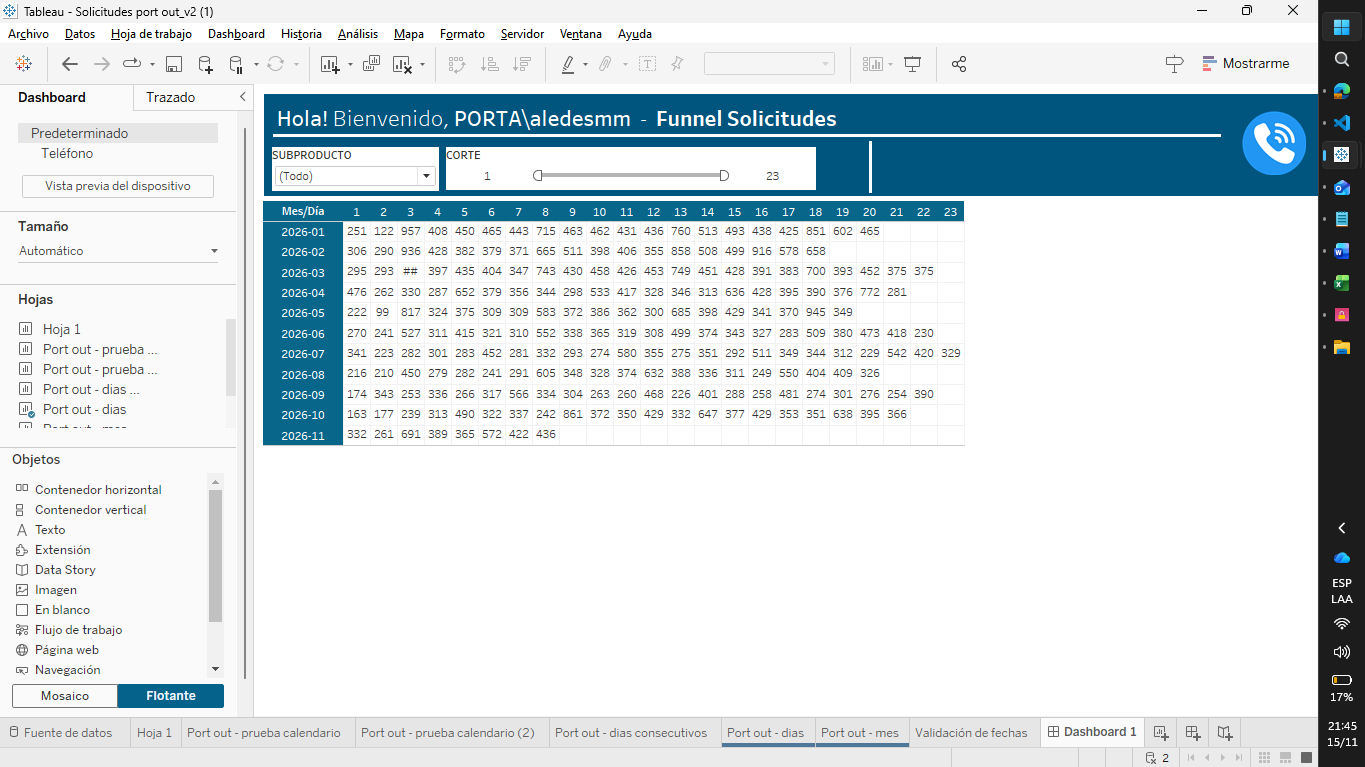 Tableau - Solicitudes port out_v2 (1)
Archivo Datos Hoja de trabajo Dashboard Historia Análisis Mapa Formato Servidor Ventana Ayuda
Mostrarme
Dashboard Trazado
Predeterminado
Teléfono
Vista previa del dispositivo
Tamaño
Automático
Hojas
Hoja 1
Port out - prueba ...
Port out - prueba ...
Port out - dias ...
Port out - dias
Port out - mes
Objetos
Contenedor horizontal
Contenedor vertical
Texto
Extensión
Data Story
Imagen
En blanco
Flujo de trabajo
Página web
Navegación
Mosaico Flotante
Hola! Bienvenido, PORTA\aledesmm - Funnel Solicitudes
SUBPRODUCTO
(Todo)
CORTE
1 23
Mes/Día 1 2 3 4 5 6 7 8 9 10 11 12 13 14 15 16 17 18 19 20 21 22 23
2026-01 251 122 957 408 450 465 443 715 463 462 431 436 760 513 493 438 425 851 602 465
2026-02 306 290 936 428 382 379 371 665 511 398 406 355 858 508 499 916 578 658
2026-03 295 293 ## 397 435 404 347 743 430 458 426 453 749 451 428 391 383 700 393 452 375 375
2026-04 476 262 330 287 652 379 356 344 298 533 417 328 346 313 636 428 395 390 376 772 281
2026-05 222 99 817 324 375 309 309 583 372 386 362 300 685 398 429 341 370 945 349
2026-06 270 241 527 311 415 321 310 552 338 365 319 308 499 374 343 327 283 509 380 473 418 230
2026-07 341 223 282 301 283 452 281 332 293 274 580 355 275 351 292 511 349 344 312 229 542 420 329
2026-08 216 210 450 279 282 241 291 605 348 328 374 632 388 336 311 249 550 404 409 326
2026-09 174 343 253 336 266 317 566 334 304 263 260 468 226 401 288 258 481 274 301 276 254 390
2026-10 163 177 239 313 490 322 337 242 861 372 350 429 332 647 377 429 353 351 638 395 366
2026-11 332 261 691 389 365 572 422 436
Fuente de datos Hoja 1 Port out - prueba calendario Port out - prueba calendario (2) Port out - dias consecutivos Port out - dias Port out - mes Validación de fechas Dashboard 1
2
ESP
LAA
17%
21:45
15/11